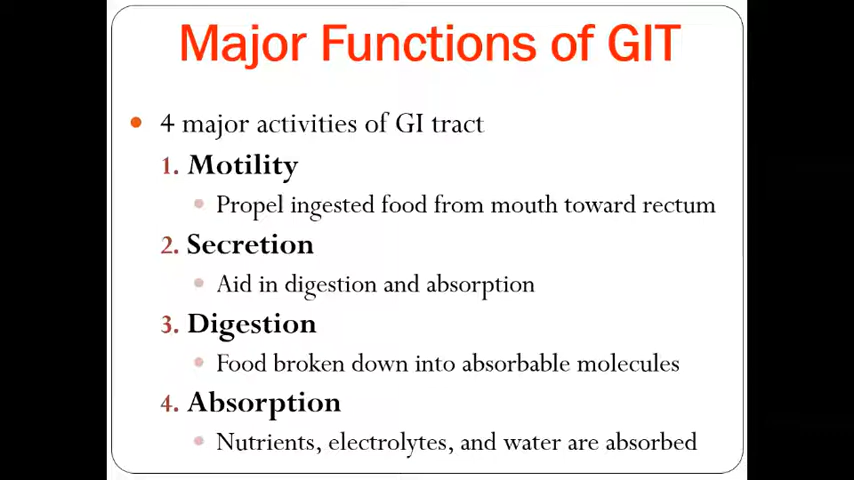 Major Functions of GIT
• 4 major activities of GI tract
1. Motility
• Propel ingested food from mouth toward rectum
2. Secretion
• Aid in digestion and absorption
3. Digestion
• Food broken down into absorbable molecules
4. Absorption
• Nutrients, electrolytes, and water are absorbed